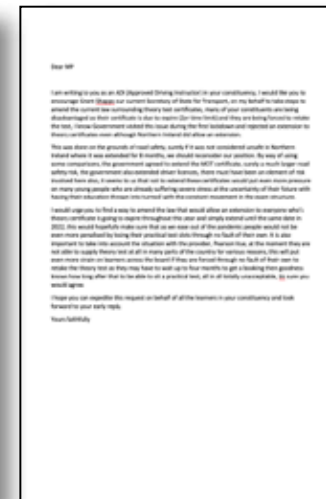 Dear MP
I am writing to you as an ADI (Approved Driving Instructor) in your constituency, I would like you to
encourage Grant Shapps our current Secretary of State for Transport, on my behalf to take steps to
amend the current law surrounding theory test certificates, many of your constituents are being
disadvantaged as their certificate is due to expire (2yr time limit) and they are being forced to retake
the test, I know Government visited the issue during the first lockdown and rejected an extension to
theory certificates even although Northern Ireland did allow an extension.
This was done on the grounds of road safety, surely if it was not considered unsafe in Northern
Ireland where it was extended for 8 months, we should reconsider our position. By way of using
some comparisons, the government also extended the MOT certificate, surely a much larger road
safety risk, the government also extended driver licences, there must have been an element of risk
involved here also, it seems to us that not to extend these certificates would put even more pressure
on many young people who are already suffering severe stress at the uncertainty of their future with
having their education thrown into turmoil with the constant movement in the exam structure.
I would urge you to find a way to amend the law that would allow an extension to everyone who's
theory certificate is going to expire throughout the year and simply extend until the same date in
2022, this would hopefully make sure that as we ease out of the pandemic people would not be
even more penalised by losing their practical test slots through no fault of their own. It is also
important to take into account the situation with the provider, Pearson Vue, at the moment they are
not able to supply theory test at all in many parts of the country for various reasons, this will put
even more strain on learners across the board if they are forced through no fault of their own to
retake the theory test as they may have to wait up to four months to get a booking then goodness
knows how long after that to be able to sit a practical test, all in all totally unacceptable, im sure you
would agree.
I hope you can expedite this request on behalf of all the learners in your constituency and look
forward to your early reply.
Yours faithfully